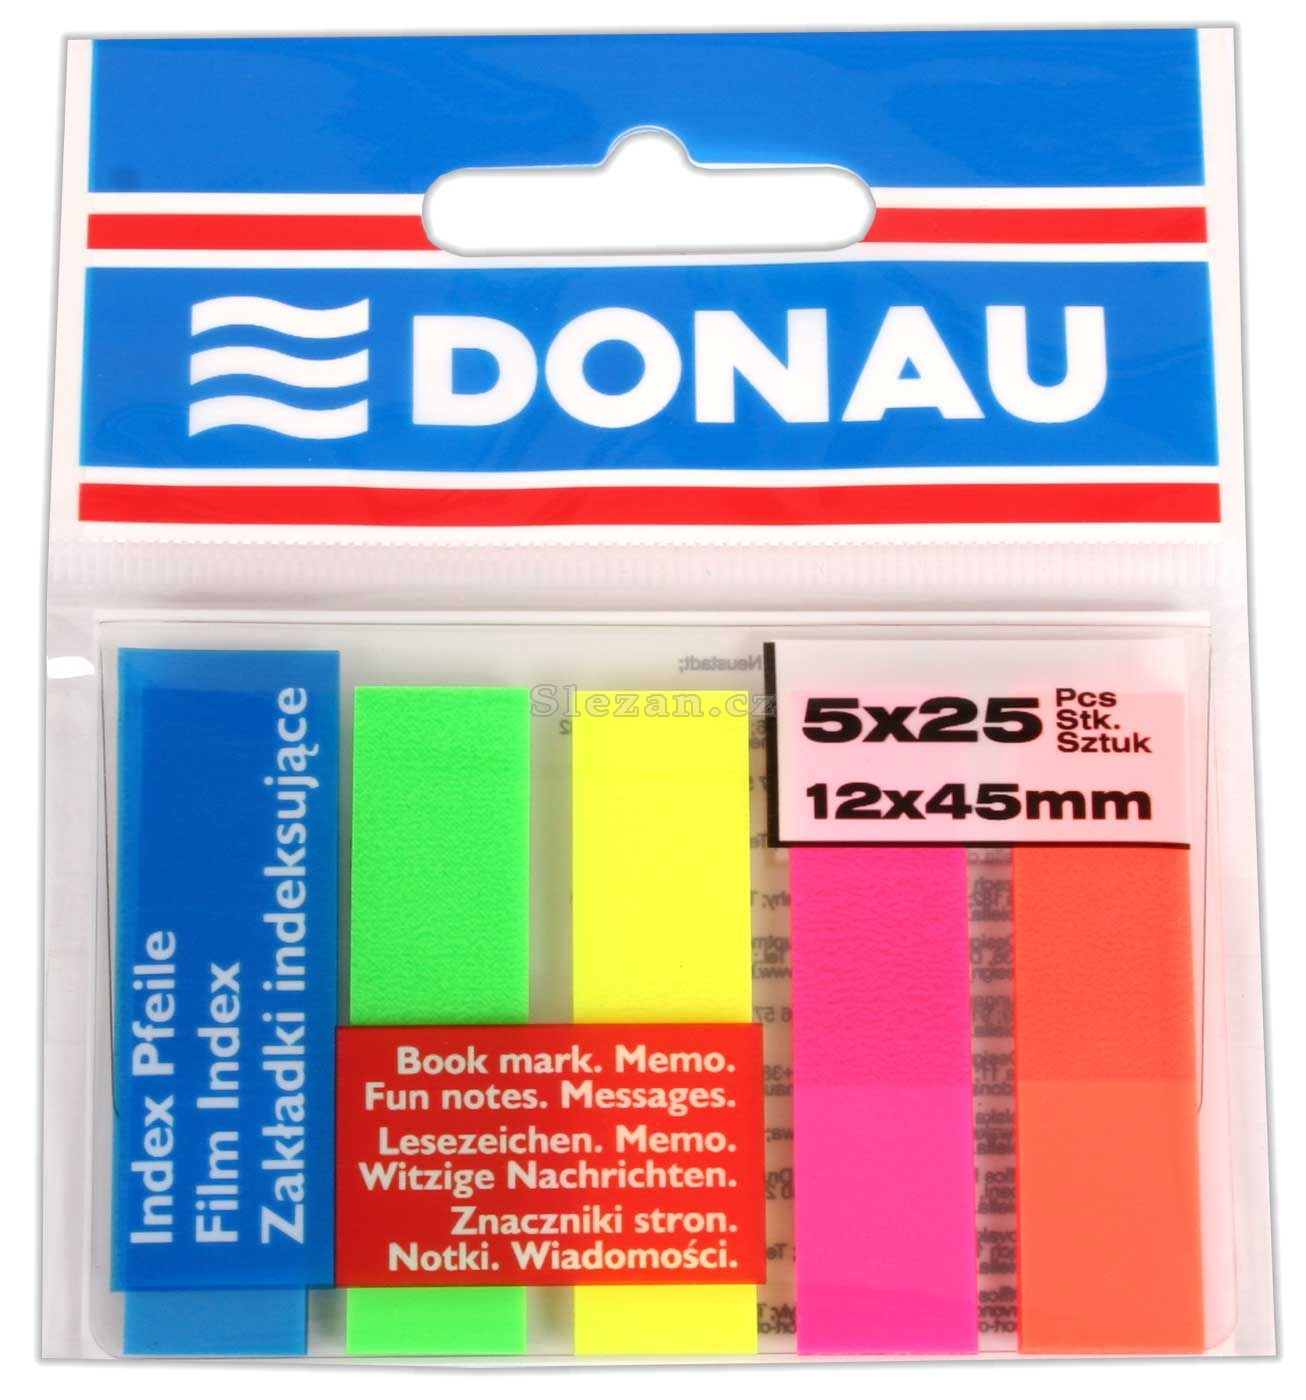 DONAU
Slezan.cz
5x25 Pcs
Stk.
Sztuk
12x45mm
Index Pfeile
Film Index
Zakładki indeksujące
Book mark. Memo.
Fun notes. Messages.
Lesezeichen. Memo.
Witzige Nachrichten.
Znaczniki stron.
Notki. Wiadomości.
Neustadt;